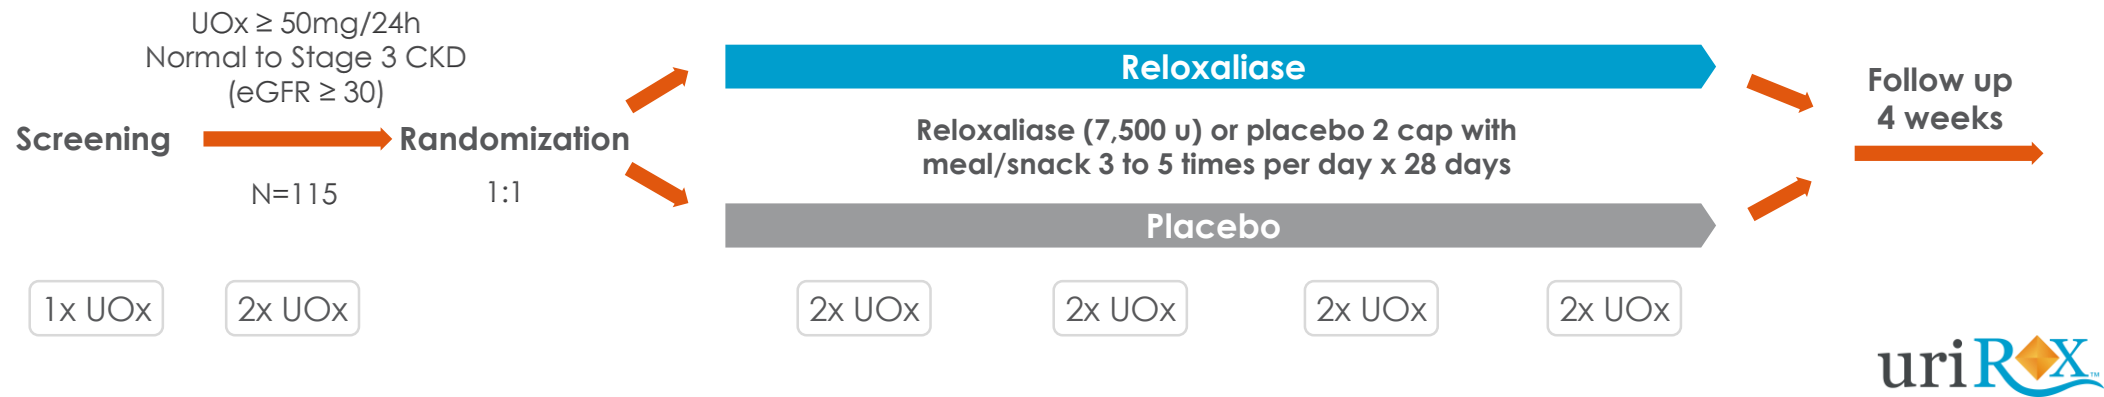 UOx ≥ 50mg/24h
Normal to Stage 3 CKD
(eGFR ≥ 30)
Screening
Randomization
N=115
1:1
Reloxaliase
Reloxaliase (7,500 u) or placebo 2 cap with
meal/snack 3 to 5 times per day x 28 days
Placebo
Follow up
4 weeks
1x UOx
2x UOx
2x UOx
2x UOx
2x UOx
2x UOx
uriROX™